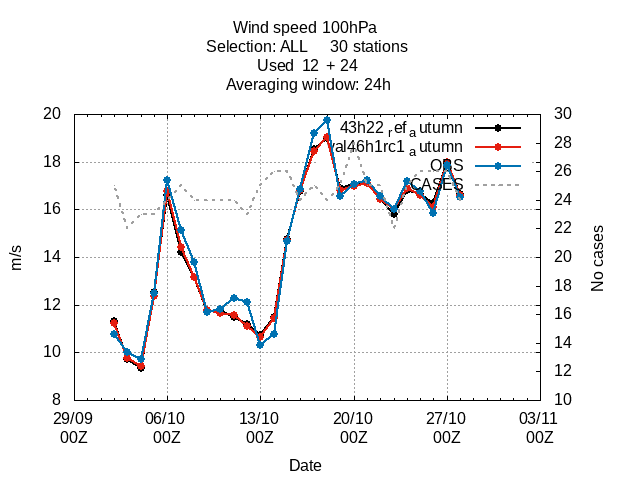 Wind speed 100hPa
Selection: ALL 30 stations
Used 12 + 24
Averaging window: 24h
43h22refautumn
val46h1rc1autumn
OBS
CASES
m/s
20
18
16
14
12
10
8
No cases
30
28
26
24
22
20
18
16
14
12
10
29/09 06/10 13/10 20/10 27/10 03/11
00Z 00Z 00Z 00Z 00Z 00Z
Date